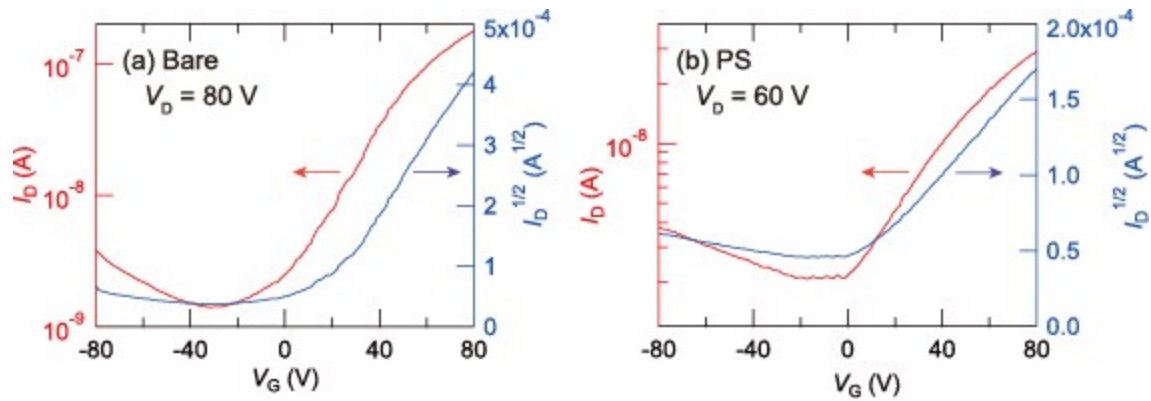 (a) Bare
V_D = 80 V
I_D (A)
10⁻⁷
10⁻⁸
10⁻⁹
5x10⁻⁴
4
3
2
1
0
I_D^1/2 (A^1/2)
-80
-40
0
40
80
V_G (V)
(b) PS
V_D = 60 V
I_D (A)
10⁻⁸
2.0x10⁻⁴
1.5
1.0
0.5
0.0
I_D^1/2 (A^1/2)
-80
-40
0
40
80
V_G (V)